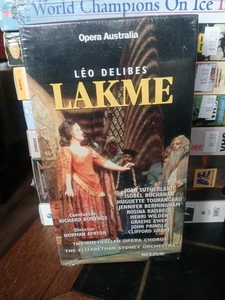 World Champions On Ice
Opera Australia
LÉO DELIBES
LAKME
JOAN SUTHERLAND
ISOBEL BUCHANAN
HUGUETTE TOURANGEAU
JENNIFER BERMINGHAM
ROSINA RAISBECK
HENRI WILDEN
GRAEME EWER
JOHN PRINGLE
CLIFFORD GRANT
Conductor
RICHARD BONYNGE
Director
NORMAN AYRTON
THE AUSTRALIAN OPERA CHORUS
THE ELIZABETHAN SYDNEY ORCHESTRA
KULTUR